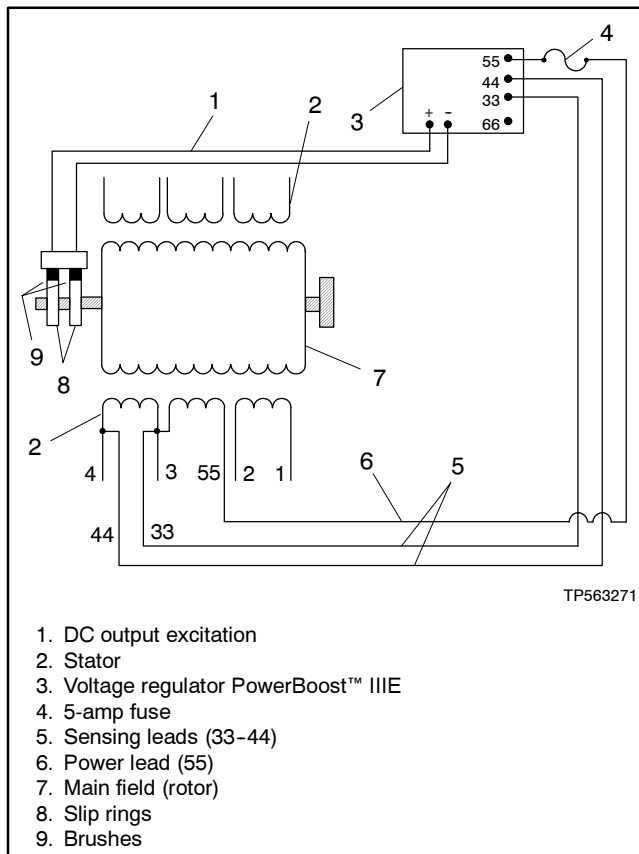 4
55
44
1
2
33
3
+ -
66
9
8
7
2
4
3
55
2
1
6
5
44
33
TP563271
1. DC output excitation
2. Stator
3. Voltage regulator PowerBoost™ IIIE
4. 5-amp fuse
5. Sensing leads (33-44)
6. Power lead (55)
7. Main field (rotor)
8. Slip rings
9. Brushes